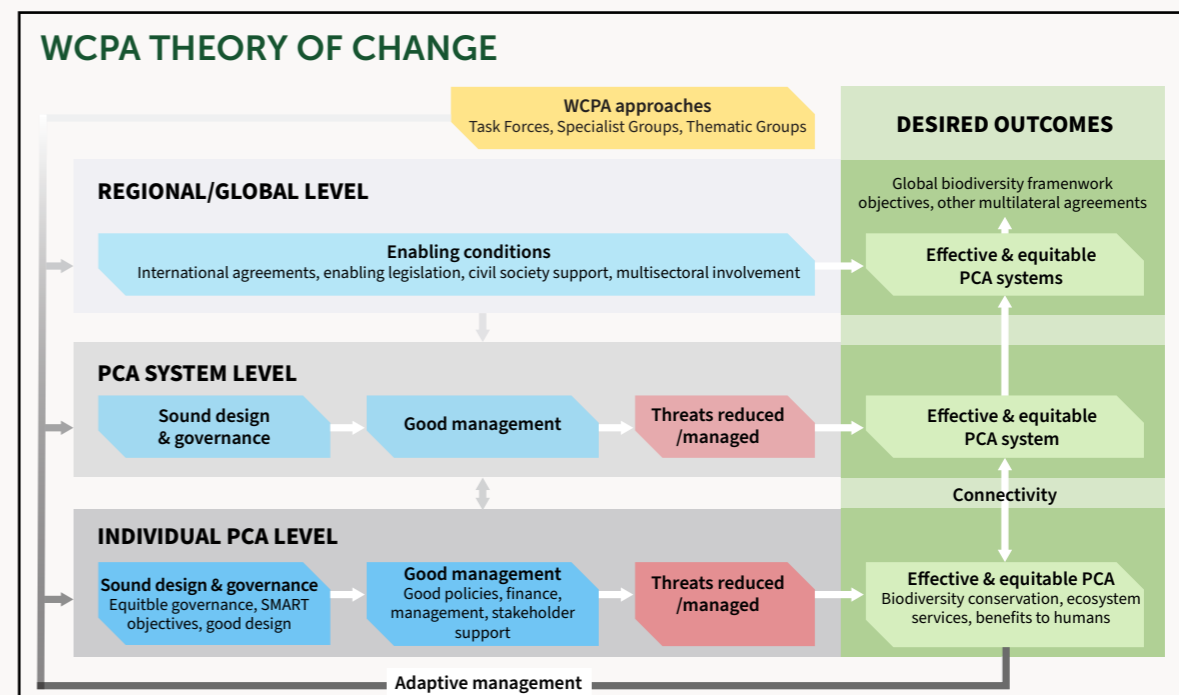 WCPA THEORY OF CHANGE
WCPA approaches
Task Forces, Specialist Groups, Thematic Groups
DESIRED OUTCOMES
REGIONAL/GLOBAL LEVEL
Global biodiversity framenwork
objectives, other multilateral agreements
Enabling conditions
International agreements, enabling legislation, civil society support, multisectoral involvement
Effective & equitable
PCA systems
PCA SYSTEM LEVEL
Sound design
& governance
Good management
Threats reduced
/managed
Effective & equitable
PCA system
Connectivity
INDIVIDUAL PCA LEVEL
Sound design & governance
Equitble governance, SMART
objectives, good design
Good management
Good policies, finance,
management, stakeholder
support
Threats reduced
/managed
Effective & equitable PCA
Biodiversity conservation, ecosystem
services, benefits to humans
Adaptive management